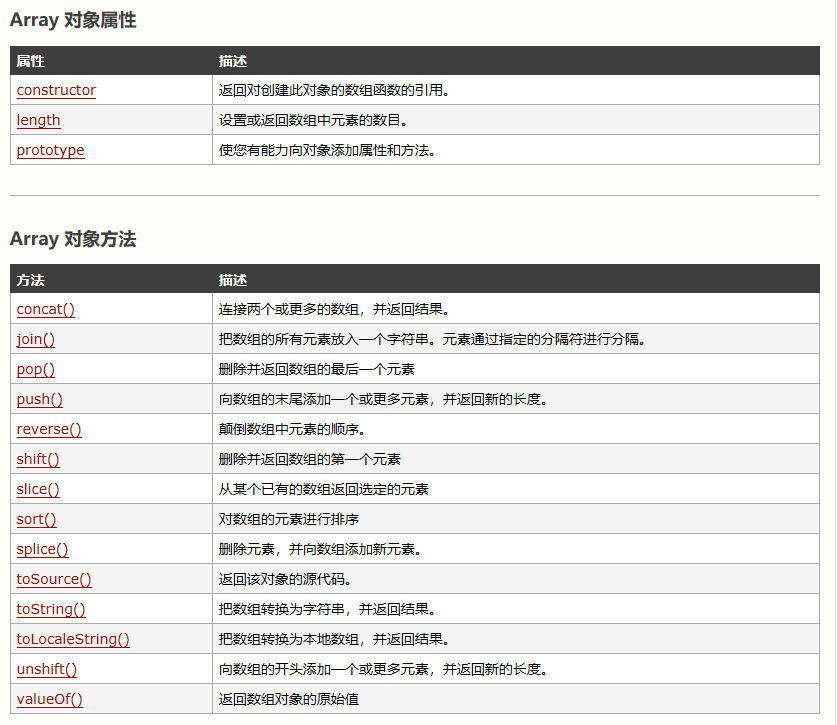 Array 对象属性
属性 描述
constructor 返回对创建此对象的数组函数的引用。
length 设置或返回数组中元素的数目。
prototype 使您有能力向对象添加属性和方法。
Array 对象方法
方法 描述
concat() 连接两个或更多的数组，并返回结果。
join() 把数组的所有元素放入一个字符串。元素通过指定的分隔符进行分隔。
pop() 删除并返回数组的最后一个元素
push() 向数组的末尾添加一个或更多元素，并返回新的长度。
reverse() 颠倒数组中元素的顺序。
shift() 删除并返回数组的第一个元素
slice() 从某个已有的数组返回选定的元素
sort() 对数组的元素进行排序
splice() 删除元素，并向数组添加新元素。
toSource() 返回该对象的源代码。
toString() 把数组转换为字符串，并返回结果。
toLocaleString() 把数组转换为本地数组，并返回结果。
unshift() 向数组的开头添加一个或更多元素，并返回新的长度。
valueOf() 返回数组对象的原始值